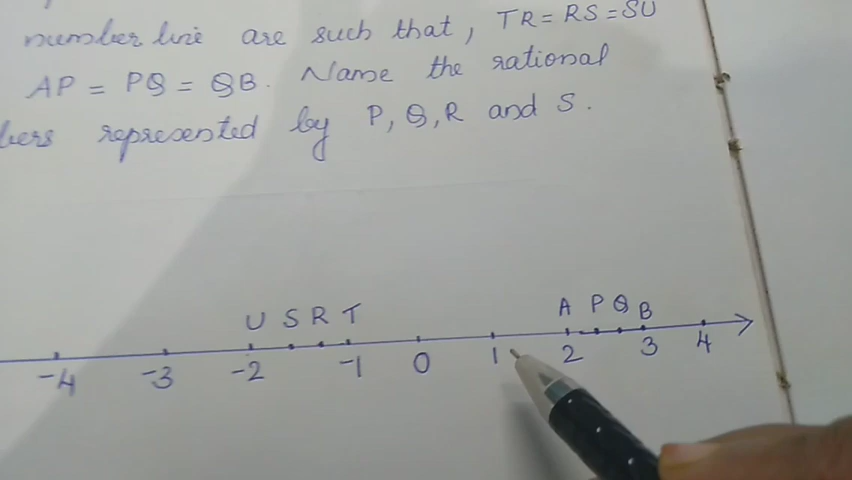 number line are such that, TR = RS = SU
AP = PQ = QB. Name the rational
represented by P, Q, R and S.
U S R T A P Q B
-4 -3 -2 -1 0 1 2 3 4